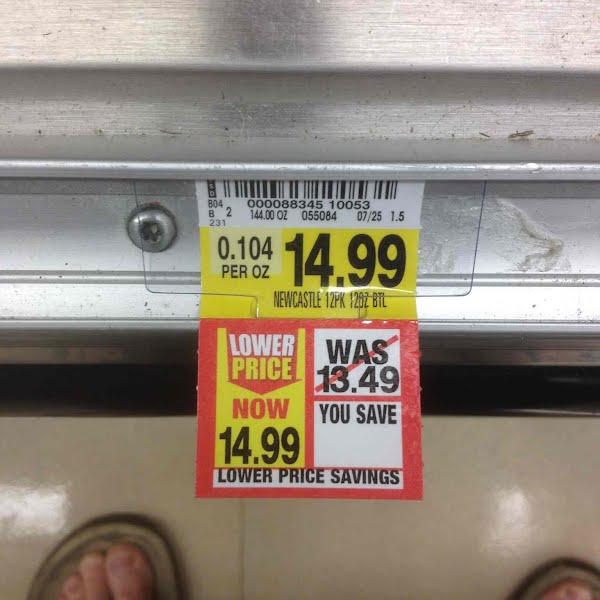 B04 000088345 10053
B 2 144.00 OZ 055084 07/25 1.5
231
0.104 14.99
PER OZ
NEWCASTLE 12PK 12OZ BTL
LOWER
PRICE
NOW
14.99
WAS
13.49
YOU SAVE
LOWER PRICE SAVINGS